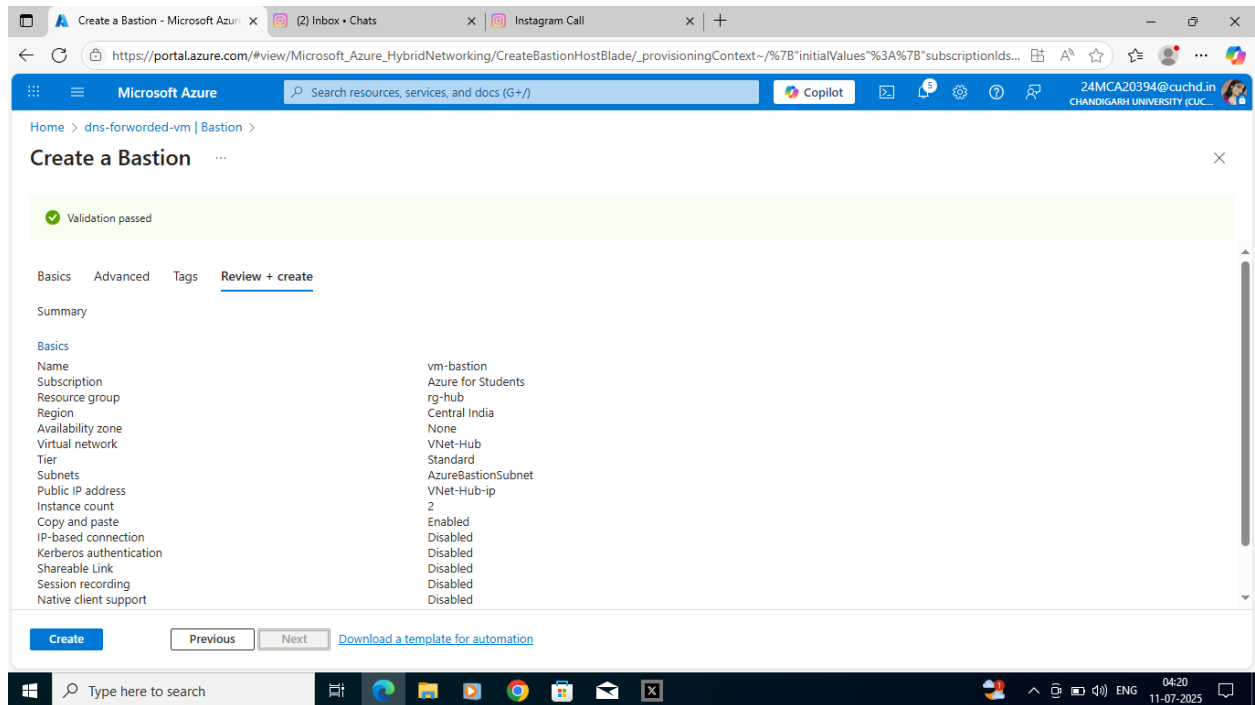 Create a Bastion - Microsoft Azur
(2) Inbox • Chats
Instagram Call
https://portal.azure.com/#view/Microsoft_Azure_HybridNetworking/CreateBastionHostBlade/_provisioningContext~/%7B"initialValues"%3A%7B"subscriptionIds...
Microsoft Azure
Search resources, services, and docs (G+/)
Copilot
5
24MCA20394@cuchd.in
CHANDIGARH UNIVERSITY (CUC...
Home > dns-forworded-vm | Bastion >
Create a Bastion ...
Validation passed
Basics Advanced Tags Review + create
Summary
Basics
Name vm-bastion
Subscription Azure for Students
Resource group rg-hub
Region Central India
Availability zone None
Virtual network VNet-Hub
Tier Standard
Subnets AzureBastionSubnet
Public IP address VNet-Hub-ip
Instance count 2
Copy and paste Enabled
IP-based connection Disabled
Kerberos authentication Disabled
Shareable Link Disabled
Session recording Disabled
Native client support Disabled
Create Previous Next Download a template for automation
Type here to search
ENG
04:20
11-07-2025